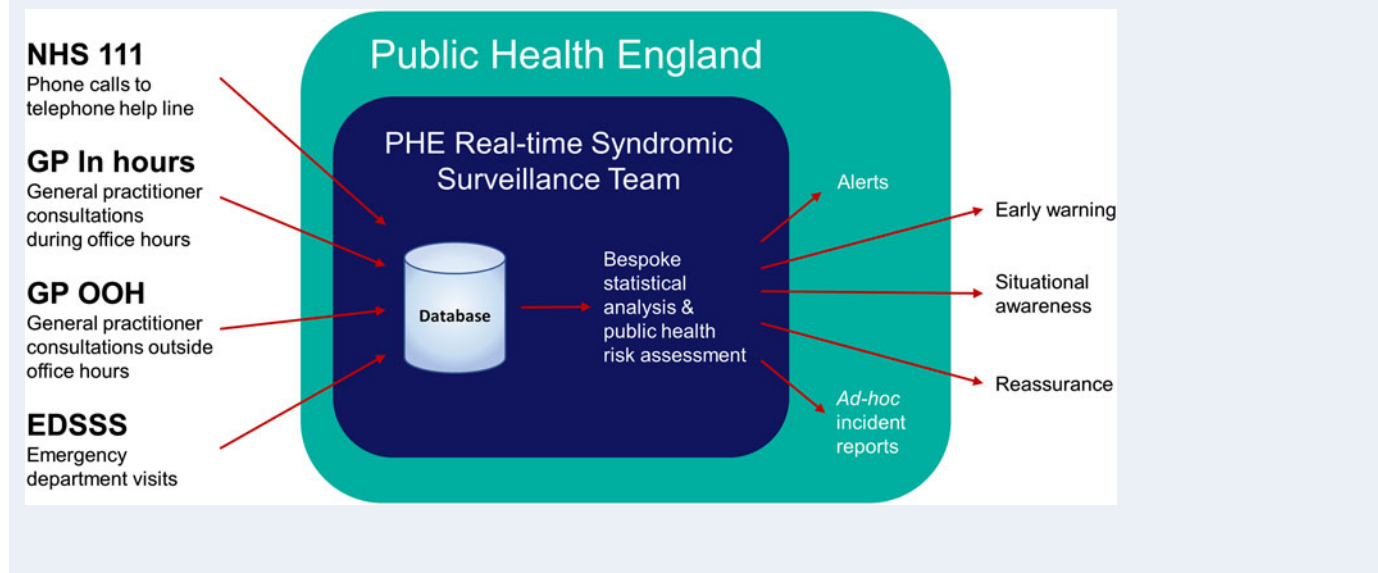 NHS 111
Phone calls to
telephone help line
GP In hours
General practitioner
consultations
during office hours
GP OOH
General practitioner
consultations outside
office hours
EDSSS
Emergency
department visits
Public Health England
PHE Real-time Syndromic
Surveillance Team
Database
Bespoke
statistical
analysis &
public health
risk assessment
Alerts
Ad-hoc
incident
reports
Early warning
Situational
awareness
Reassurance